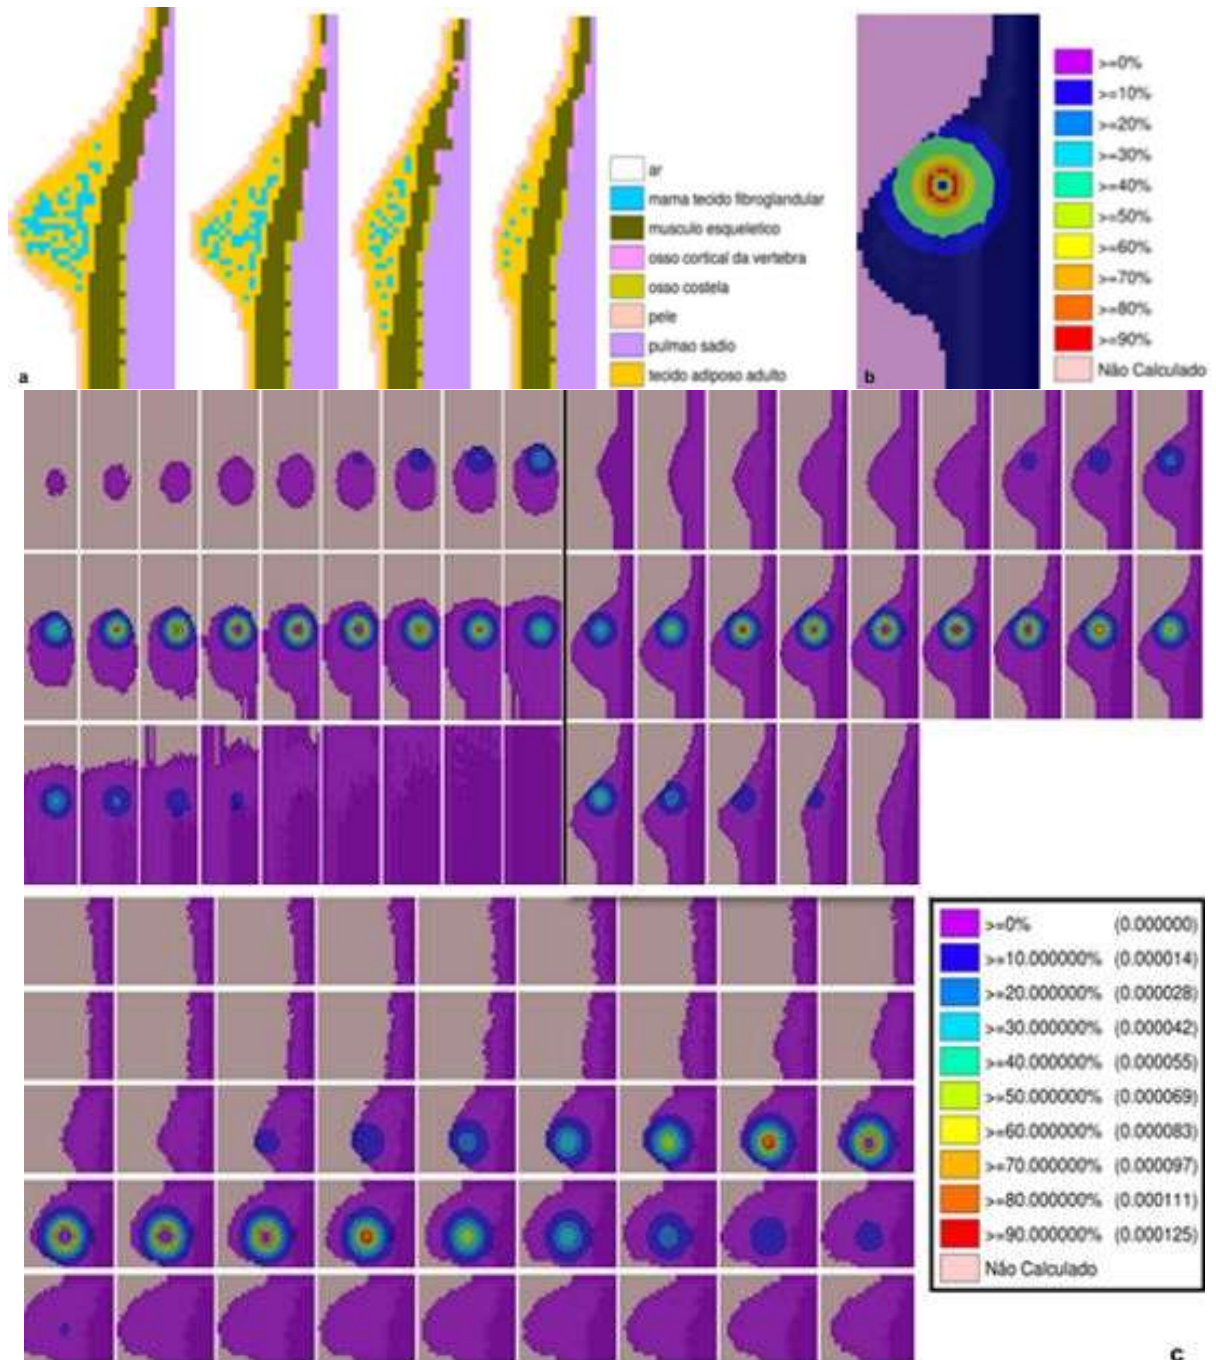 ar
mama tecido fibroglandular
musculo esqueletico
osso cortical da vertebra
osso costela
pele
pulmao sadio
tecido adiposo adulto
a
>=0%
>=10%
>=20%
>=30%
>=40%
>=50%
>=60%
>=70%
>=80%
>=90%
Não Calculado
b
>=0% (0.000000)
>=10.000000% (0.000014)
>=20.000000% (0.000028)
>=30.000000% (0.000042)
>=40.000000% (0.000055)
>=50.000000% (0.000069)
>=60.000000% (0.000083)
>=70.000000% (0.000097)
>=80.000000% (0.000111)
>=90.000000% (0.000125)
Não Calculado
c